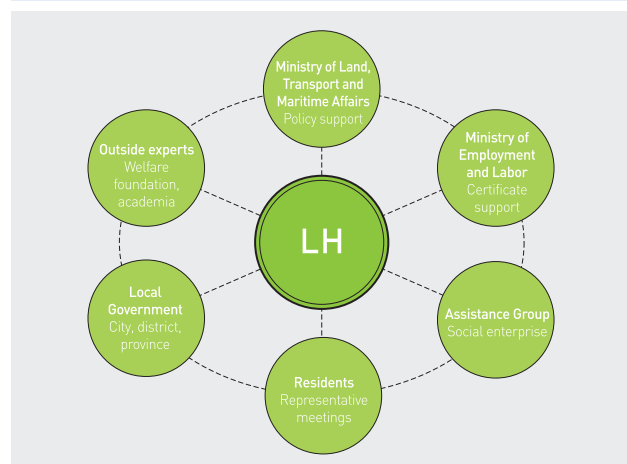 Ministry of Land,
Transport and
Maritime Affairs
Policy support
Outside experts
Welfare
foundation,
academia
Ministry of
Employment
and Labor
Certificate
support
LH
Local
Government
City, district,
province
Assistance Group
Social enterprise
Residents
Representative
meetings